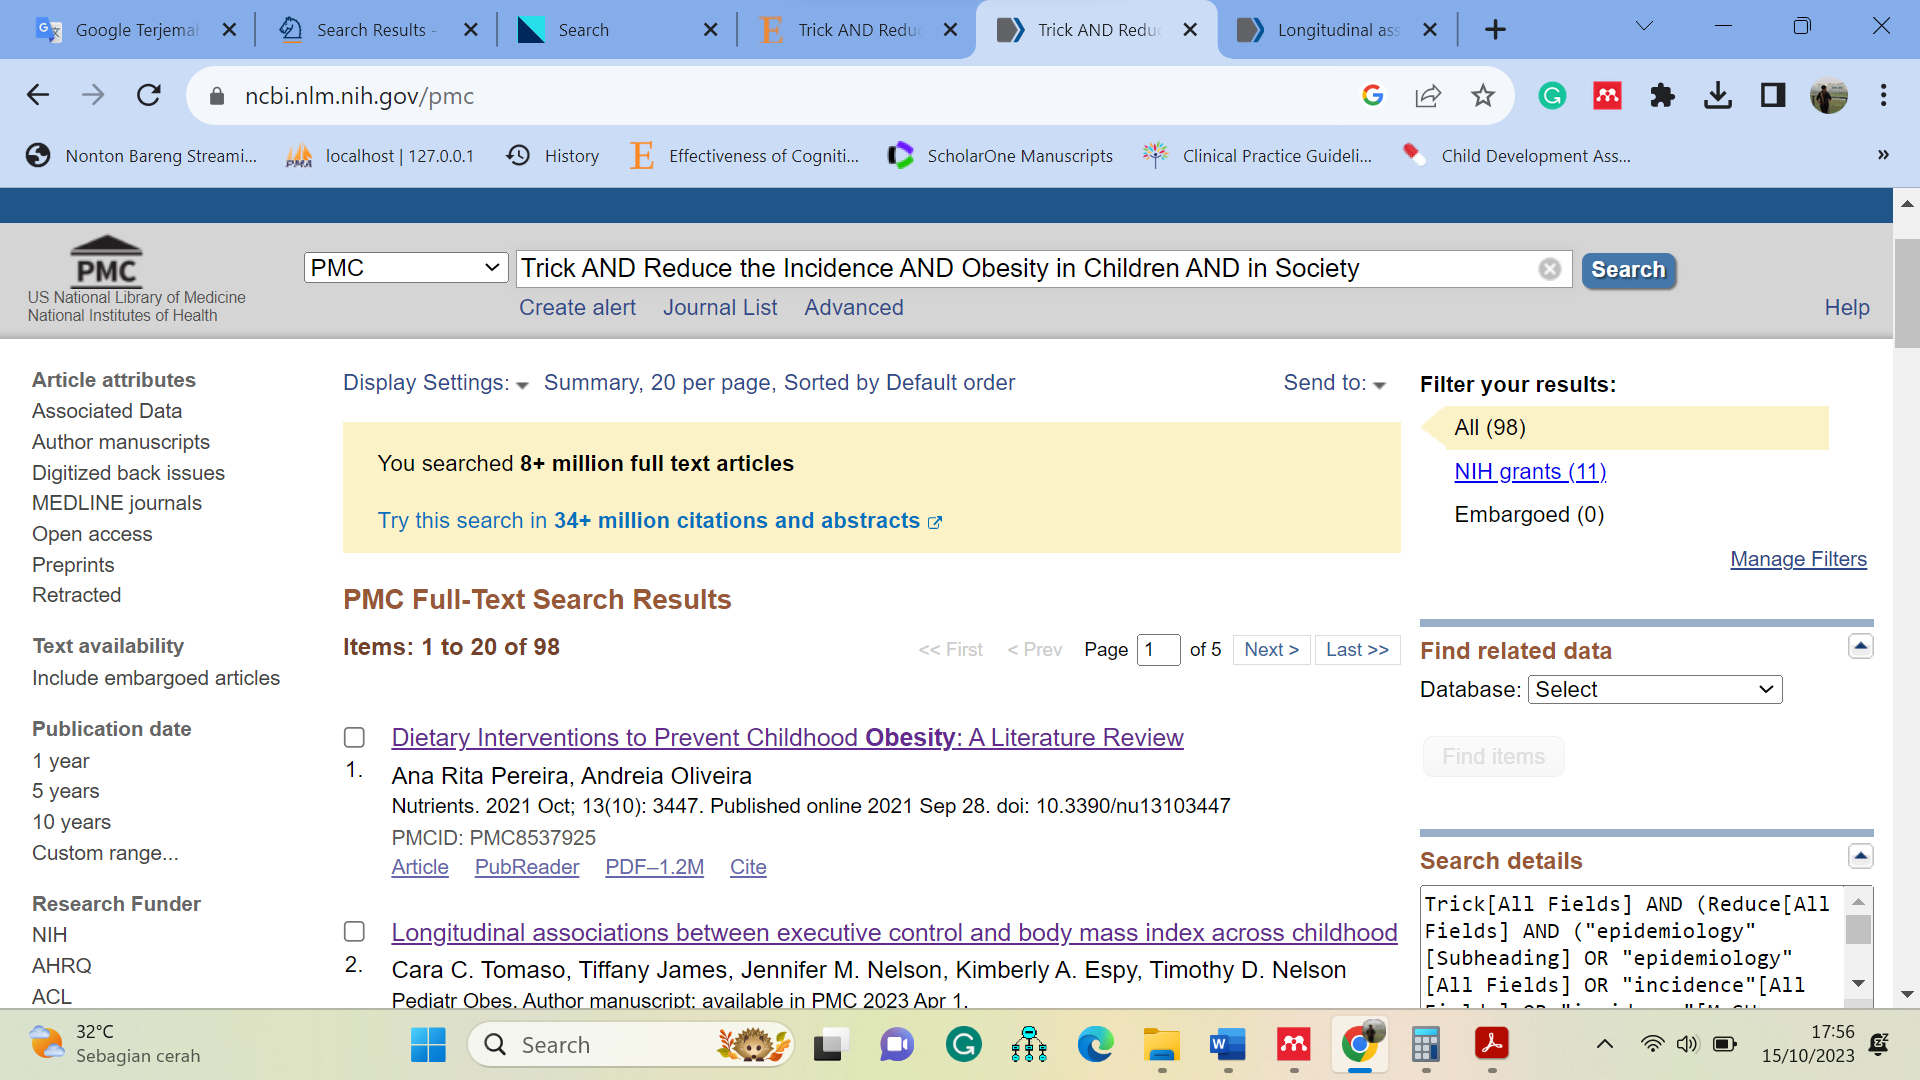 Google Terjemah
Search Results -
Search
Trick AND Reduc
Trick AND Reduc
Longitudinal ass
ncbi.nlm.nih.gov/pmc
Nonton Bareng Streami...
localhost | 127.0.0.1
History
Effectiveness of Cogniti...
ScholarOne Manuscripts
Clinical Practice Guideli...
Child Development Ass...
»
PMC
US National Library of Medicine
National Institutes of Health
PMC
Trick AND Reduce the Incidence AND Obesity in Children AND in Society
Search
Create alert
Journal List
Advanced
Help
Article attributes
Associated Data
Author manuscripts
Digitized back issues
MEDLINE journals
Open access
Preprints
Retracted
Text availability
Include embargoed articles
Publication date
1 year
5 years
10 years
Custom range...
Research Funder
NIH
AHRQ
ACL
Display Settings: Summary, 20 per page, Sorted by Default order
Send to:
You searched 8+ million full text articles
Try this search in 34+ million citations and abstracts
PMC Full-Text Search Results
Items: 1 to 20 of 98
<< First < Prev Page 1 of 5 Next > Last >>
Dietary Interventions to Prevent Childhood Obesity: A Literature Review
1.
Ana Rita Pereira, Andreia Oliveira
Nutrients. 2021 Oct; 13(10): 3447. Published online 2021 Sep 28. doi: 10.3390/nu13103447
PMCID: PMC8537925
Article PubReader PDF–1.2M Cite
Longitudinal associations between executive control and body mass index across childhood
2.
Cara C. Tomaso, Tiffany James, Jennifer M. Nelson, Kimberly A. Espy, Timothy D. Nelson
Pediatr Obes. Author manuscript; available in PMC 2023 Apr 1.
Filter your results:
All (98)
NIH grants (11)
Embargoed (0)
Manage Filters
Find related data
Database: Select
Find items
Search details
Trick[All Fields] AND (Reduce[All
Fields] AND ("epidemiology"
[Subheading] OR "epidemiology"
[All Fields] OR "incidence"[All
32°C
Sebagian cerah
Search
17:56
15/10/2023